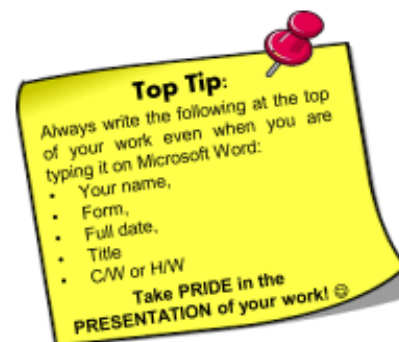 Top Tip:
Always write the following at the top
of your work even when you are
typing it on Microsoft Word:
• Your name,
• Form,
• Full date,
• Title
• C/W or H/W
Take PRIDE in the
PRESENTATION of your work! ☺